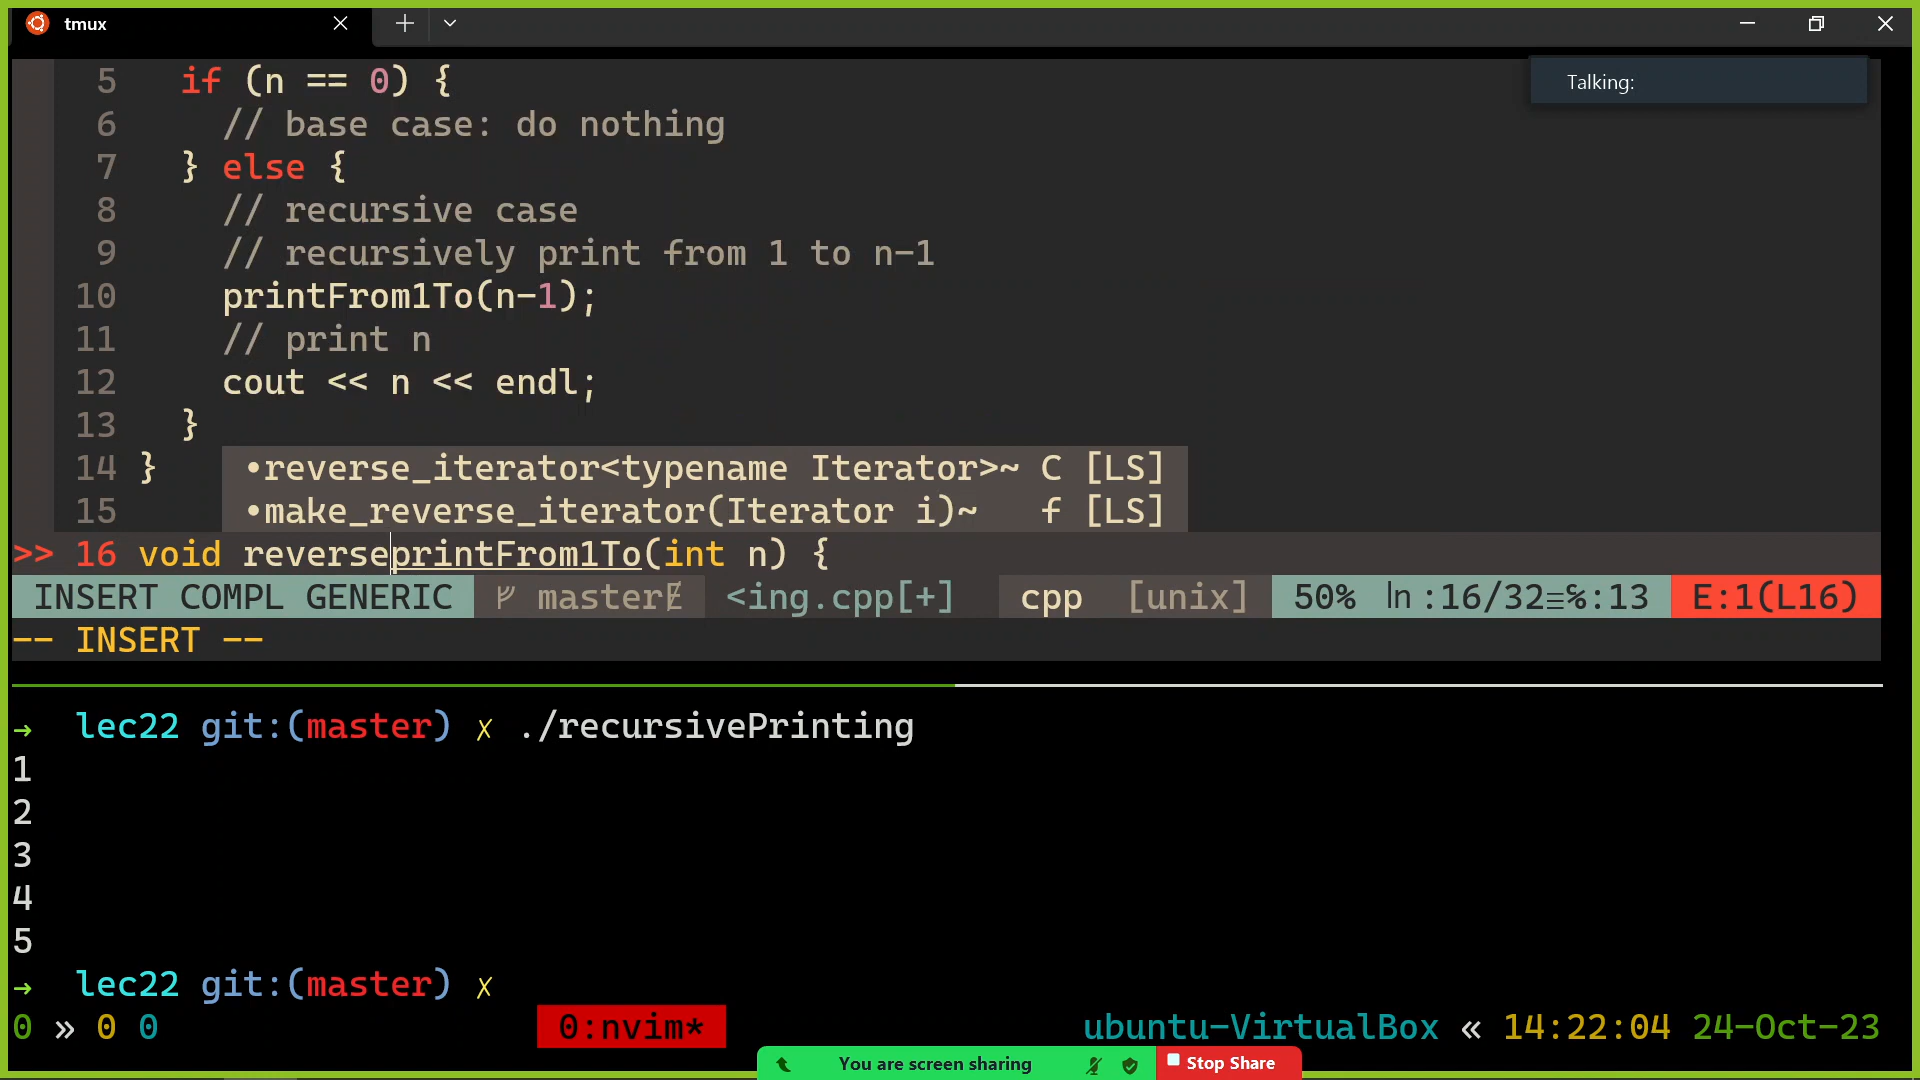 tmux
Talking:
5 if (n == 0) {
6 // base case: do nothing
7 } else {
8 // recursive case
9 // recursively print from 1 to n-1
10 printFrom1To(n-1);
11 // print n
12 cout << n << endl;
13 }
14 } •reverse_iterator<typename Iterator>~ C [LS]
15 •make_reverse_iterator(Iterator i)~ f [LS]
>> 16 void reverseprintFrom1To(int n) {
INSERT COMPL GENERIC master <ing.cpp[+] cpp [unix] 50% ln :16/32≡℅:13 E:1(L16)
-- INSERT --
→ lec22 git:(master) ✗ ./recursivePrinting
1
2
3
4
5
→ lec22 git:(master) ✗
0 » 0 0 0:nvim* ubuntu-VirtualBox « 14:22:04 24-Oct-23
You are screen sharing Stop Share